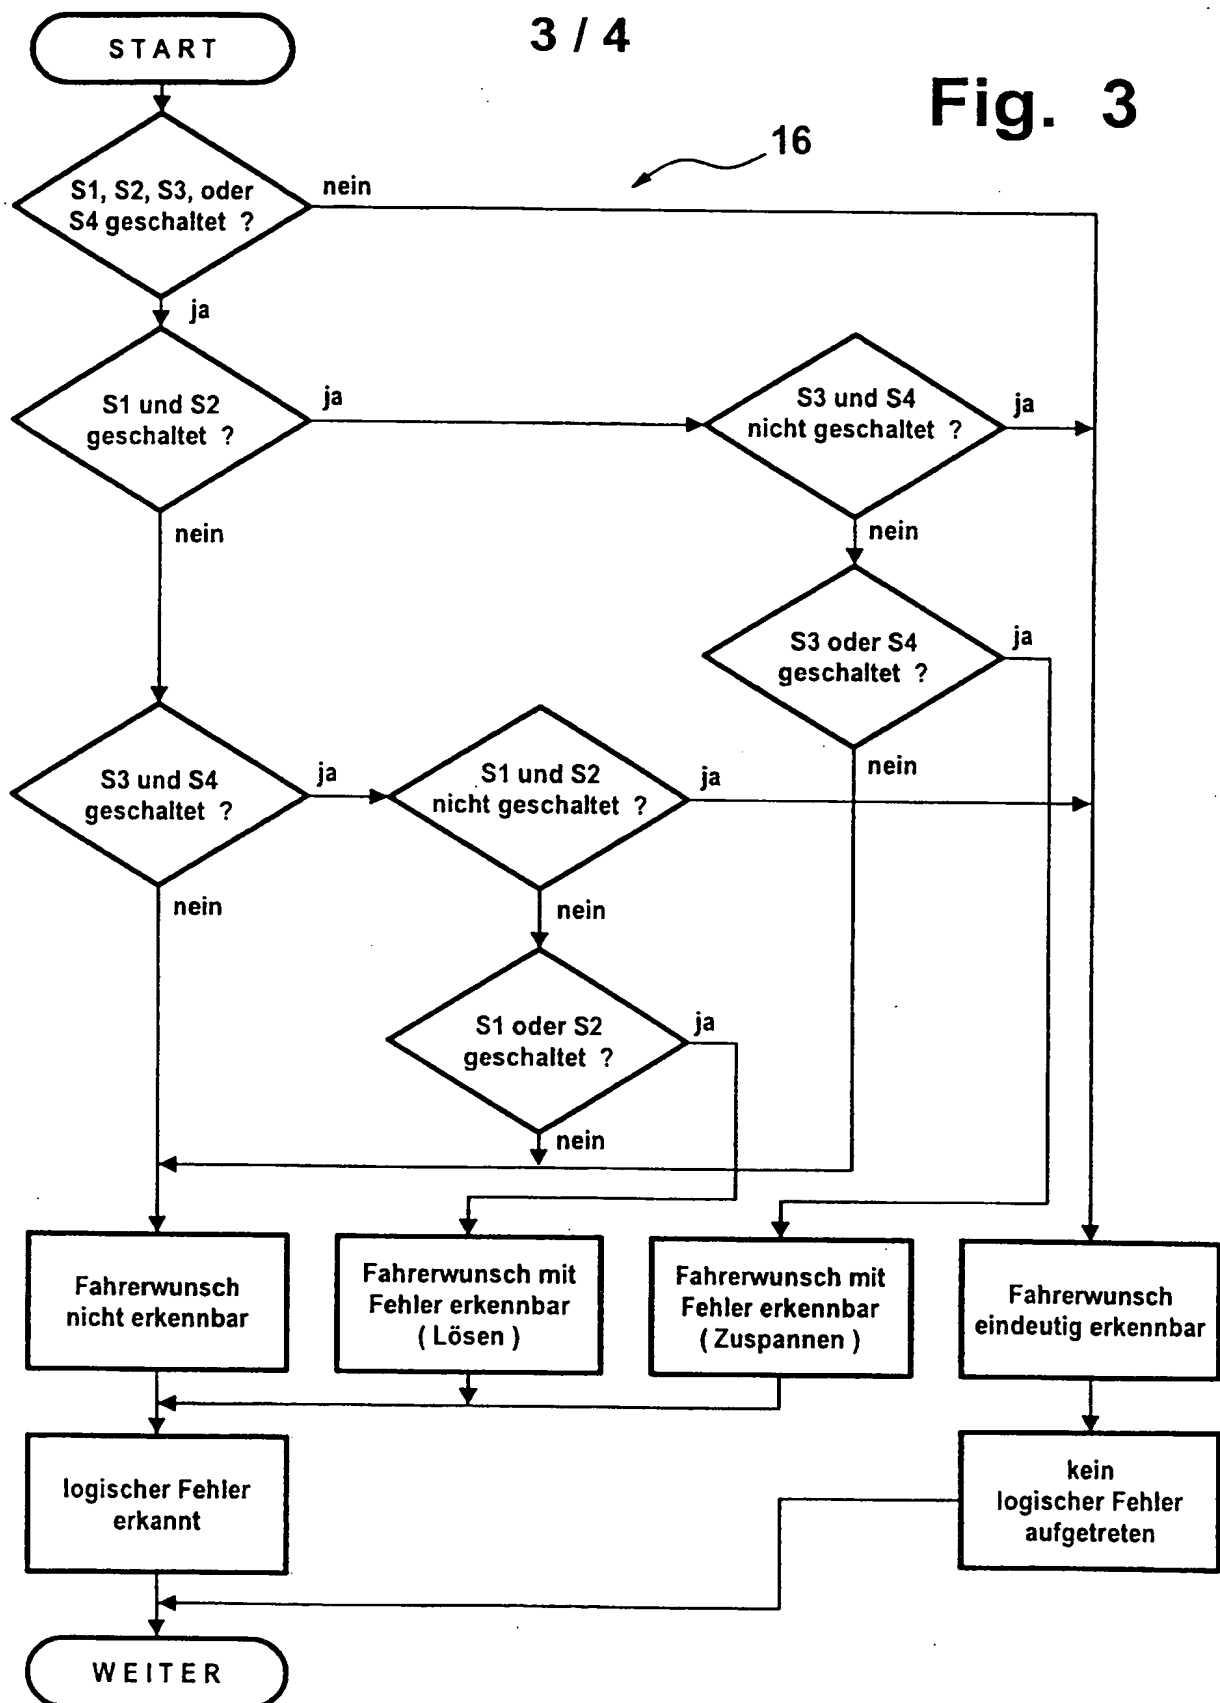 3 / 4
Fig. 3
START
16
S1, S2, S3, oder
S4 geschaltet ?
nein
ja
S1 und S2
geschaltet ?
ja
S3 und S4
nicht geschaltet ?
ja
nein
nein
S3 oder S4
geschaltet ?
ja
nein
S3 und S4
geschaltet ?
ja
S1 und S2
nicht geschaltet ?
ja
nein
nein
S1 oder S2
geschaltet ?
ja
nein
Fahrerwunsch
nicht erkennbar
Fahrerwunsch mit
Fehler erkennbar
( Lösen )
Fahrerwunsch mit
Fehler erkennbar
( Zuspannen )
Fahrerwunsch
eindeutig erkennbar
logischer Fehler
erkannt
kein
logischer Fehler
aufgetreten
WEITER